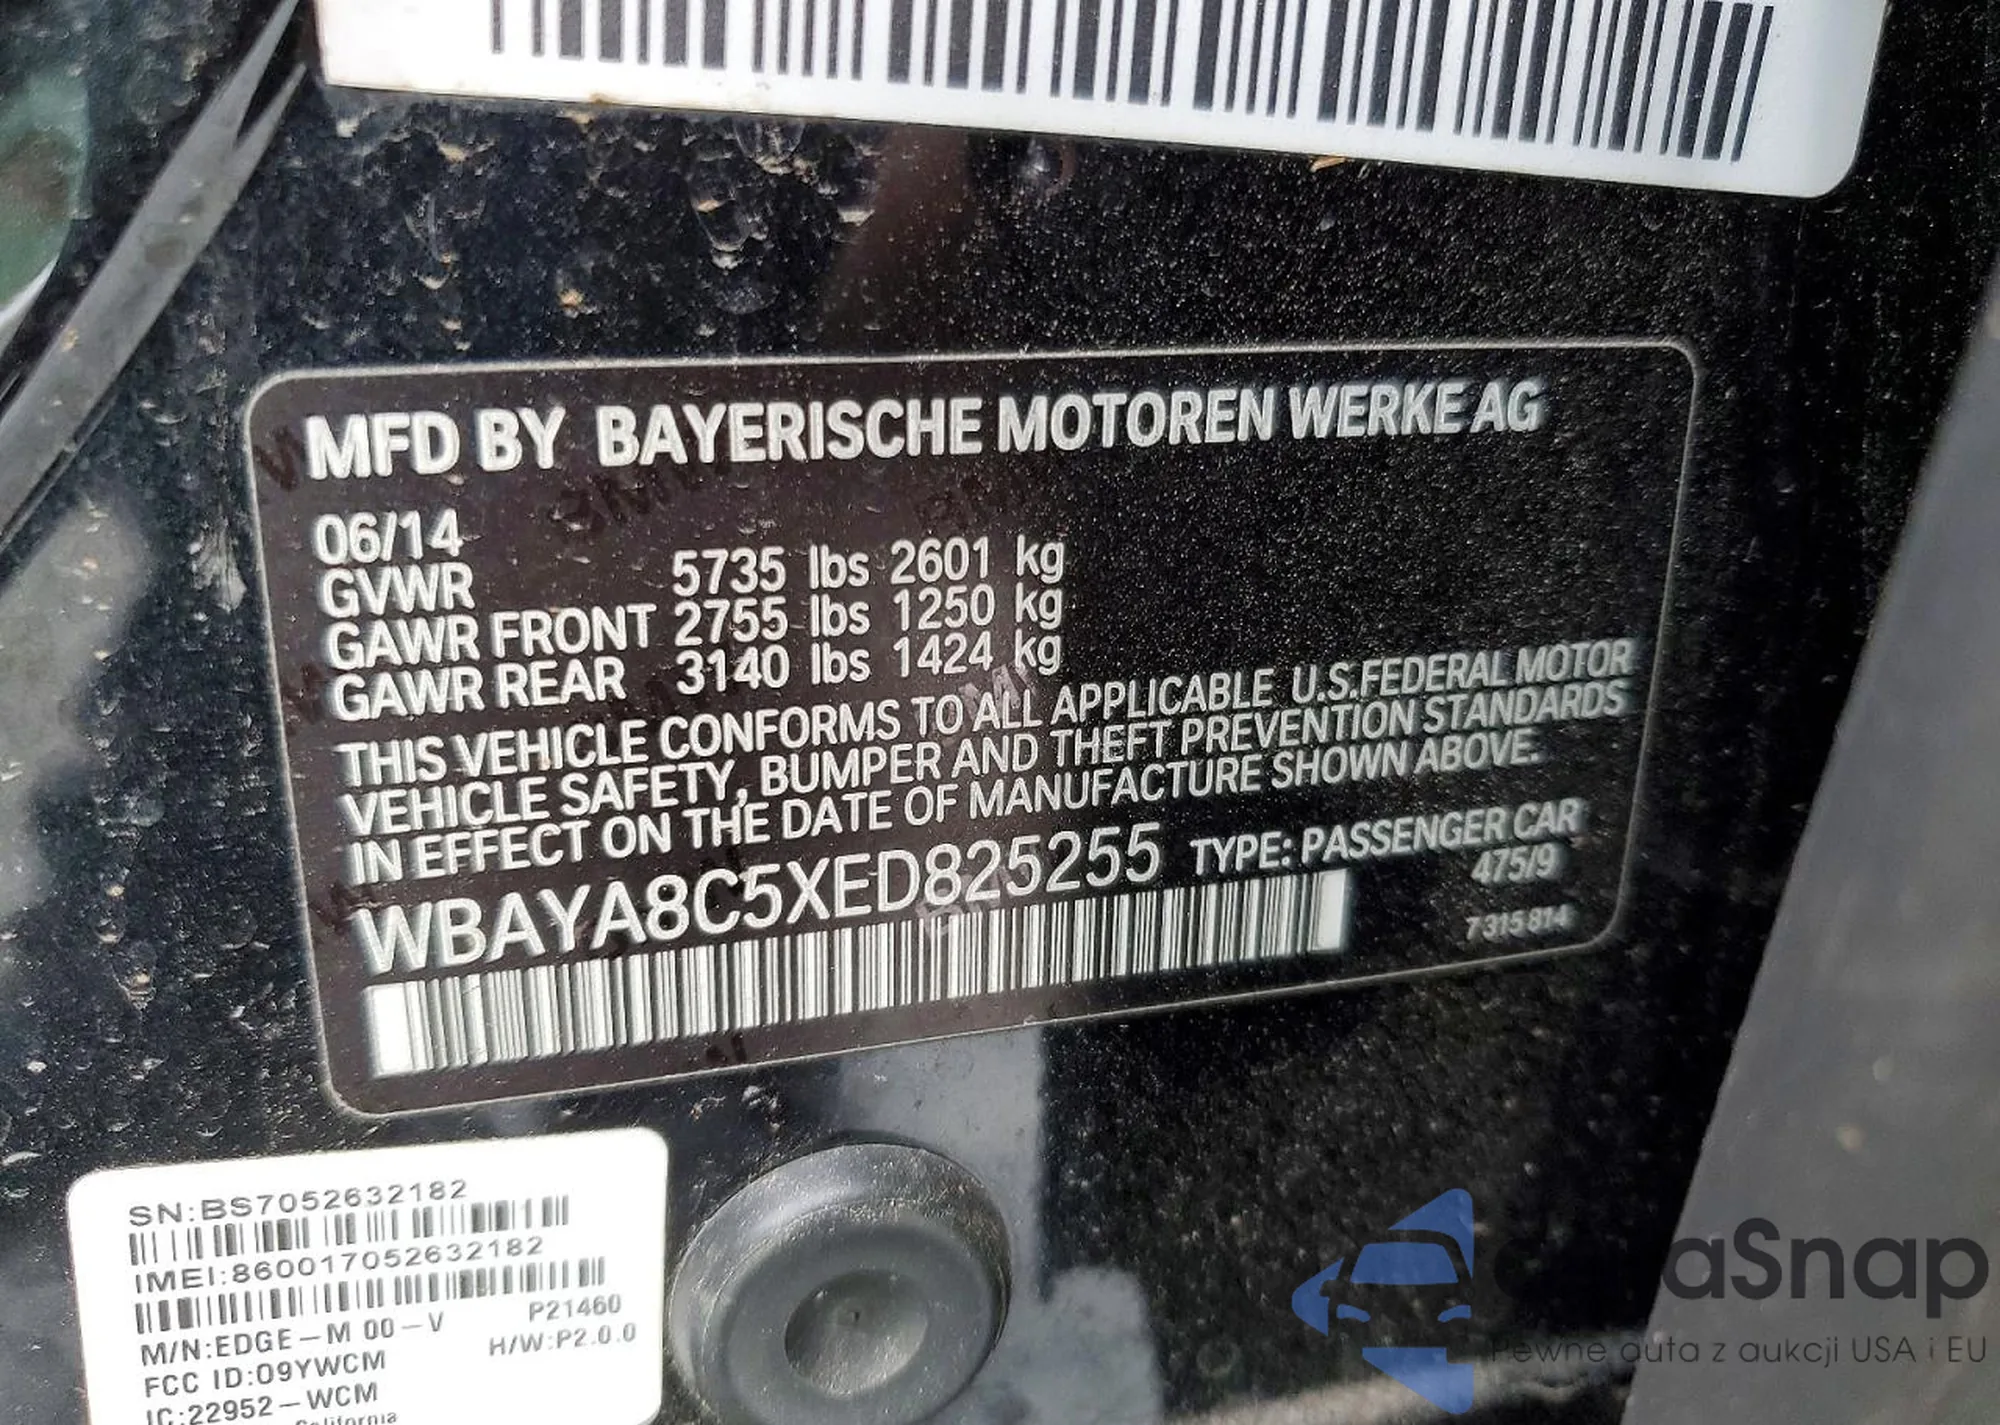 MFD BY BAYERISCHE MOTOREN WERKE AG
06/14
GVWR 5735 lbs 2601 kg
GAWR FRONT 2755 lbs 1250 kg
GAWR REAR 3140 lbs 1424 kg
THIS VEHICLE CONFORMS TO ALL APPLICABLE U.S.FEDERAL MOTOR
VEHICLE SAFETY, BUMPER AND THEFT PREVENTION STANDARDS
IN EFFECT ON THE DATE OF MANUFACTURE SHOWN ABOVE.
WBAYA8C5XED825255 TYPE: PASSENGER CAR
475/9
7 315 814
SN:BS7052632182
IMEI:860017052632182
P21460
M/N:EDGE-M 00-V H/W:P2.0.0
FCC ID:O9YWCM
IC:22952-WCM
California
Pewne auta z aukcji USA i EU